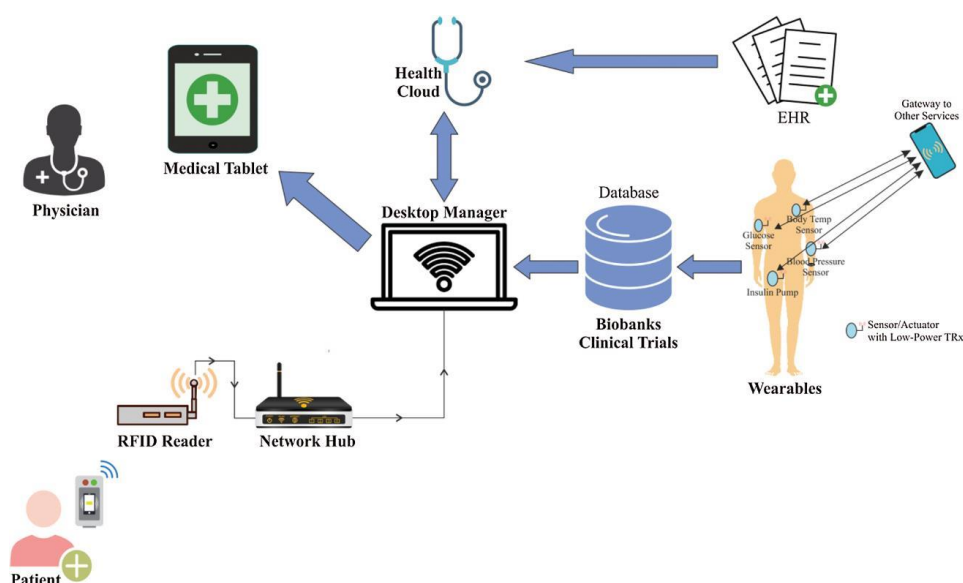 Health
Cloud
EHR
Gateway to
Other Services
Medical Tablet
Physician
Desktop Manager
Database
Body Temp
Sensor
Glucose
Sensor
Blood Pressure
Sensor
Insulin Pump
Biobanks
Clinical Trials
Sensor/Actuator
with Low-Power TRx
Wearables
RFID Reader
Network Hub
Patient